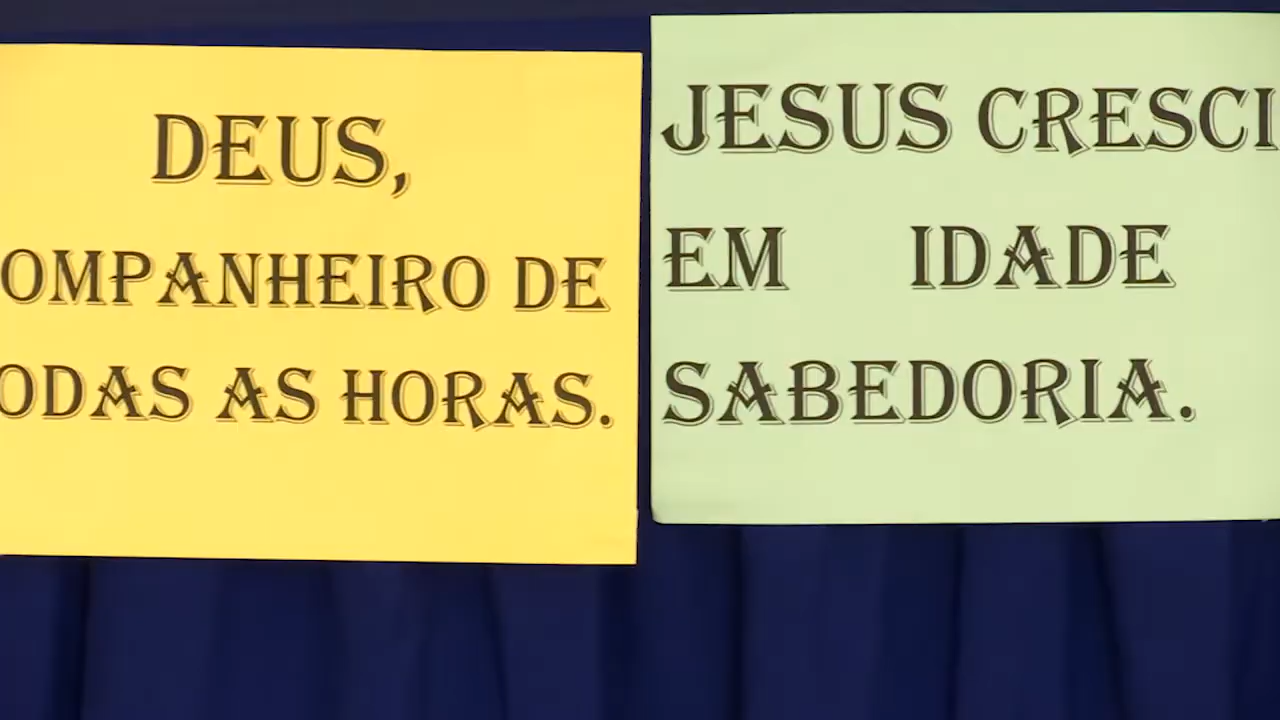 DEUS,
OMPANHEIRO DE
ODAS AS HORAS.
JESUS CRESCI
EM IDADE
SABEDORIA.